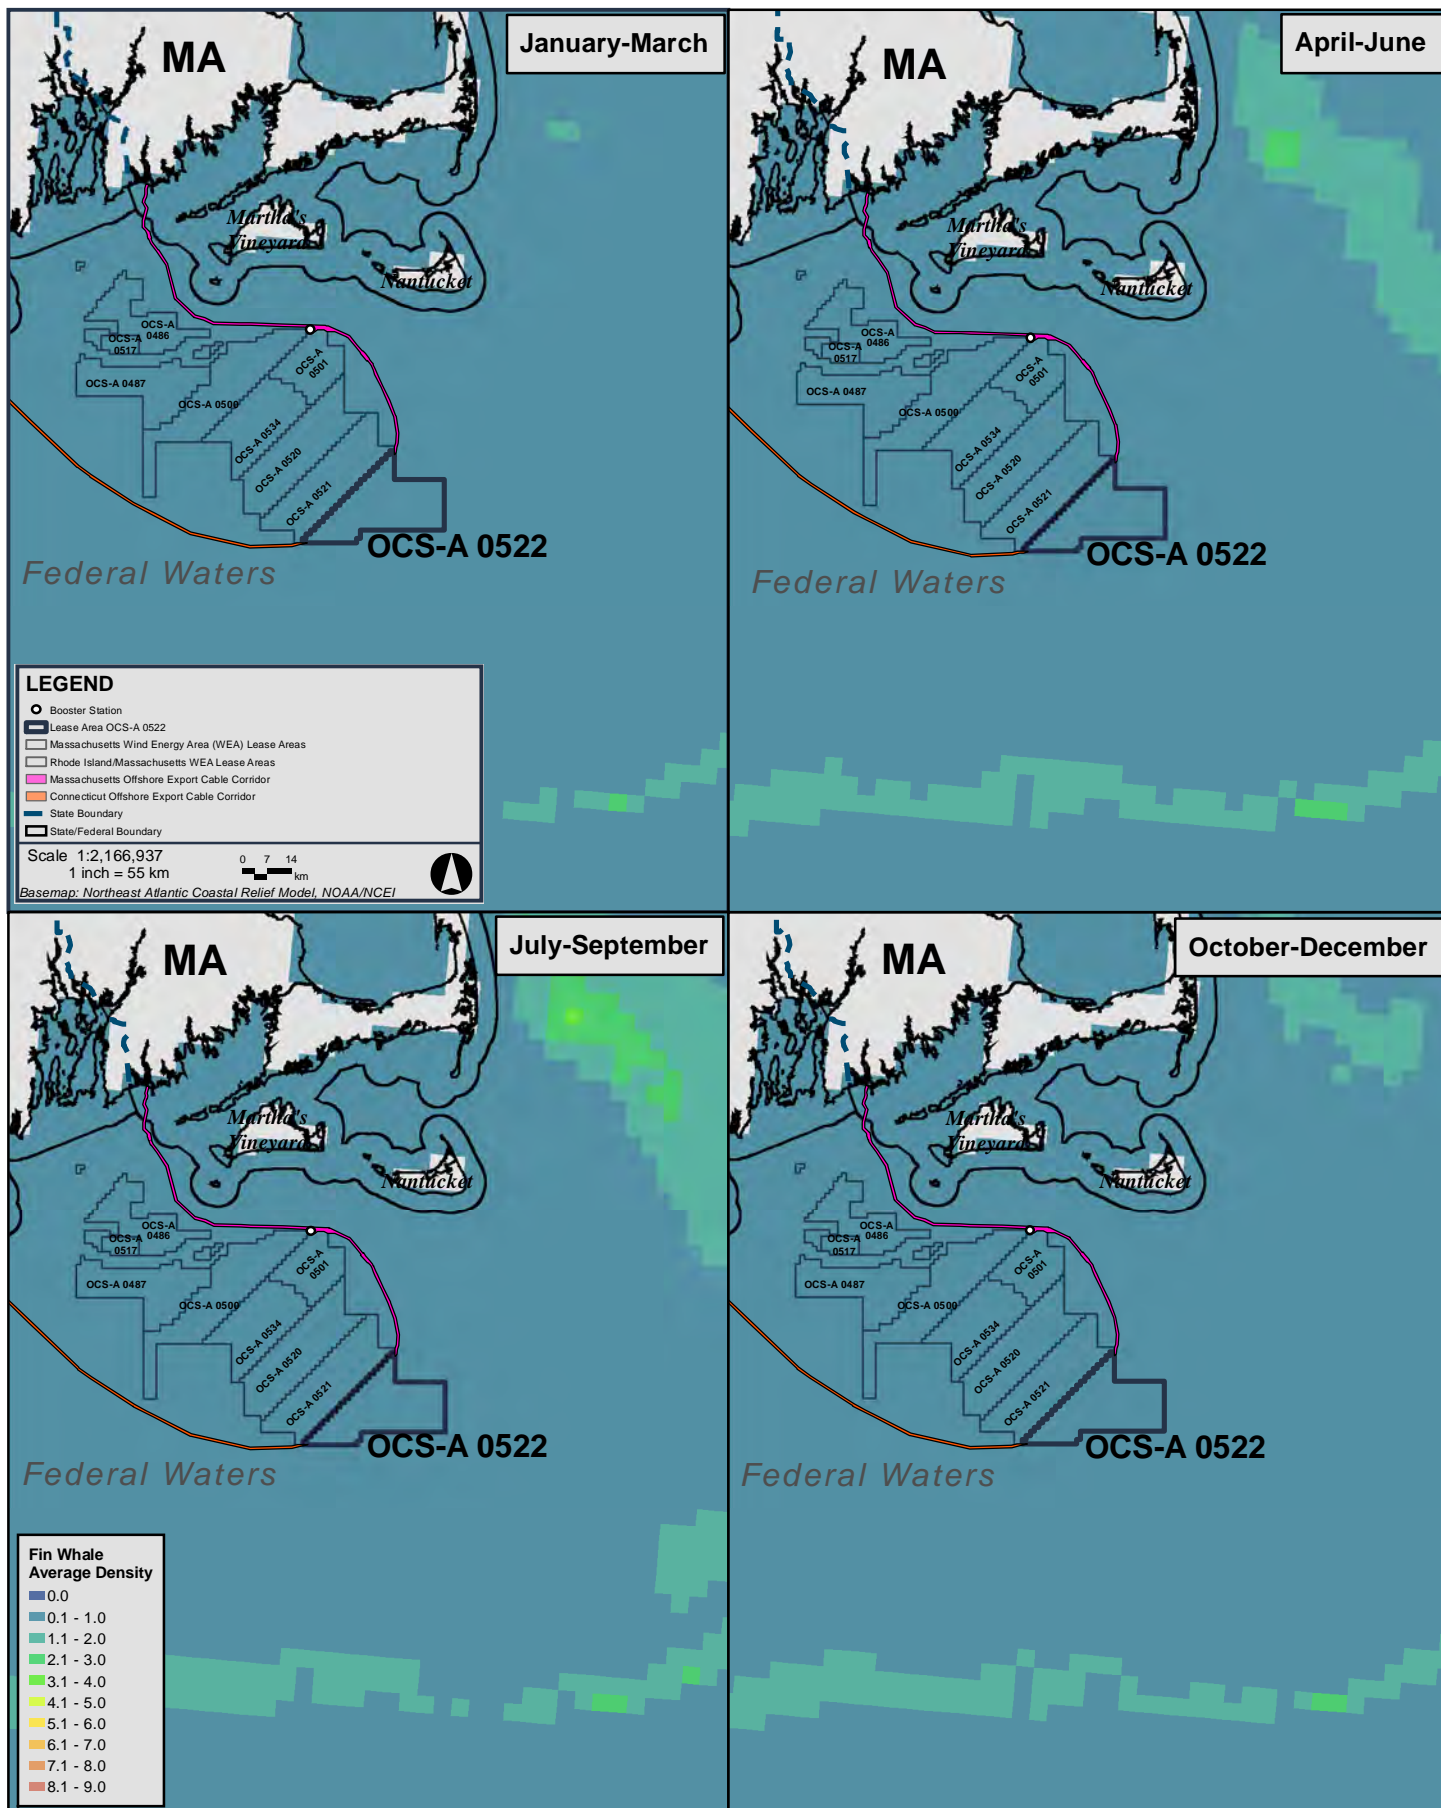 January-March
MA
Martha's
Vineyard
Nantucket
OCS-A
0486
OCS-A
0517
OCS-A 0487
OCS-A 0500
OCS-A
0501
OCS-A 0534
OCS-A 0520
OCS-A 0521
OCS-A 0522
Federal Waters
LEGEND
Booster Station
Lease Area OCS-A 0522
Massachusetts Wind Energy Area (WEA) Lease Areas
Rhode Island/Massachusetts WEA Lease Areas
Massachusetts Offshore Export Cable Corridor
Connecticut Offshore Export Cable Corridor
State Boundary
State/Federal Boundary
Scale 1:2,166,937
1 inch = 55 km
0 7 14
km
Basemap: Northeast Atlantic Coastal Relief Model, NOAA/NCEI
April-June
MA
Martha's
Vineyard
Nantucket
OCS-A
0486
OCS-A
0517
OCS-A 0487
OCS-A 0500
OCS-A
0501
OCS-A 0534
OCS-A 0520
OCS-A 0521
OCS-A 0522
Federal Waters
July-September
MA
Martha's
Vineyard
Nantucket
OCS-A
0486
OCS-A
0517
OCS-A 0487
OCS-A 0500
OCS-A
0501
OCS-A 0534
OCS-A 0520
OCS-A 0521
OCS-A 0522
Federal Waters
Fin Whale
Average Density
0.0
0.1 - 1.0
1.1 - 2.0
2.1 - 3.0
3.1 - 4.0
4.1 - 5.0
5.1 - 6.0
6.1 - 7.0
7.1 - 8.0
8.1 - 9.0
October-December
MA
Martha's
Vineyard
Nantucket
OCS-A
0486
OCS-A
0517
OCS-A 0487
OCS-A 0500
OCS-A
0501
OCS-A 0534
OCS-A 0520
OCS-A 0521
OCS-A 0522
Federal Waters